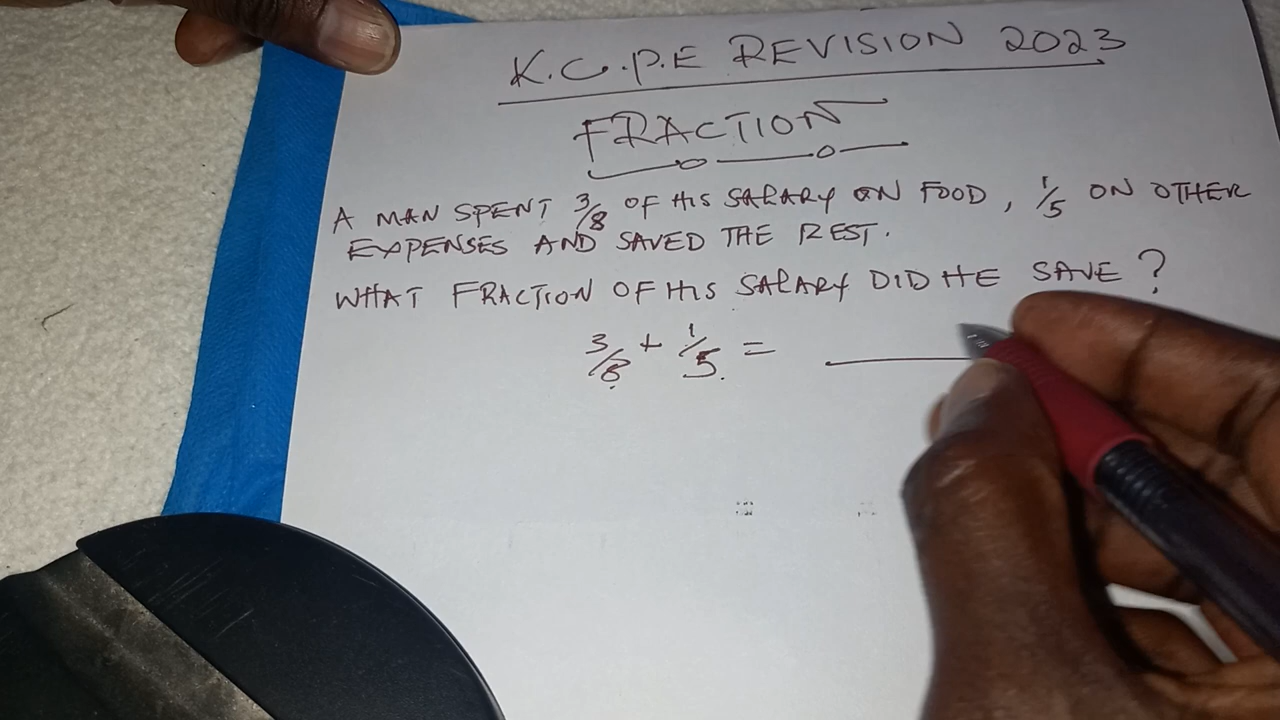 K.C.P.E REVISION 2023
FRACTION
A MAN SPENT 3/8 OF HIS SALARY ON FOOD, 1/5 ON OTHER
EXPENSES AND SAVED THE REST.
WHAT FRACTION OF HIS SALARY DID HE SAVE?
3/8 + 1/5 =